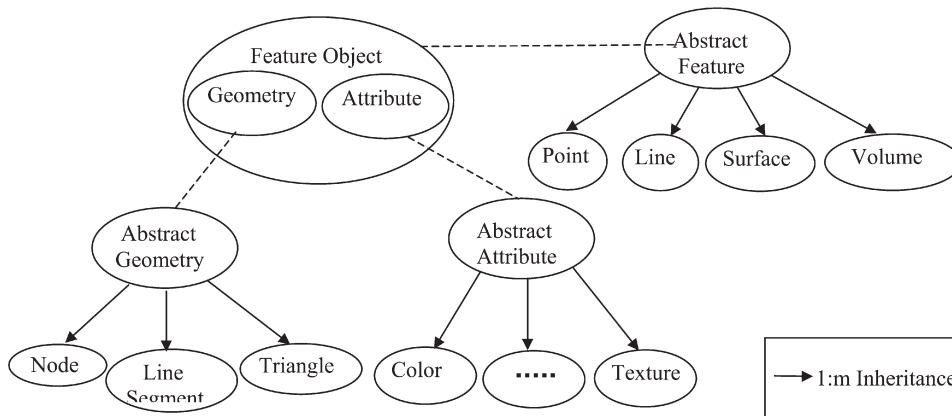 Feature Object
Geometry
Attribute
Abstract
Feature
Point
Line
Surface
Volume
Abstract
Geometry
Abstract
Attribute
Node
Line
Segment
Triangle
Color
.....
Texture
1:m Inheritance